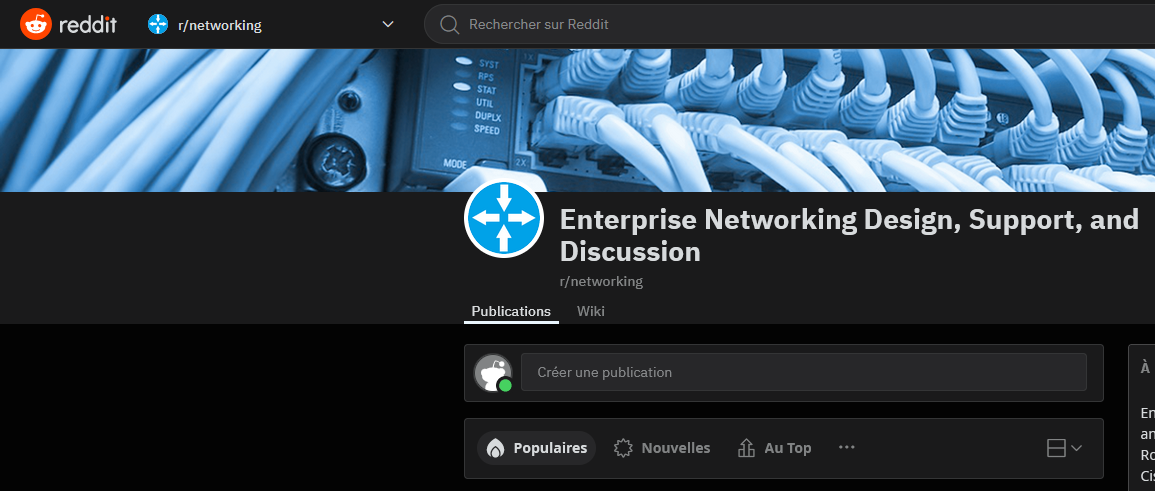 reddit
r/networking
Rechercher sur Reddit
SYST
RPS
STAT
UTIL
DUPLX
SPEED
MODE
1X
2X
Enterprise Networking Design, Support, and
Discussion
r/networking
Publications
Wiki
Créer une publication
Populaires
Nouvelles
Au Top
À
En
an
Ro
Cis